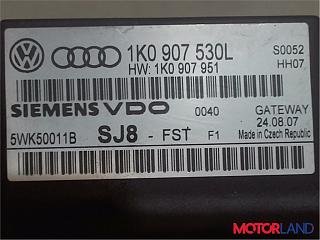 1K0 907 530L S0052
HW: 1K0 907 951 HH07
SIEMENS VDO 0040 GATEWAY
24.08.07
5WK50011B SJ8 - FST F1 Made in Czech Republic
MOTORLAND